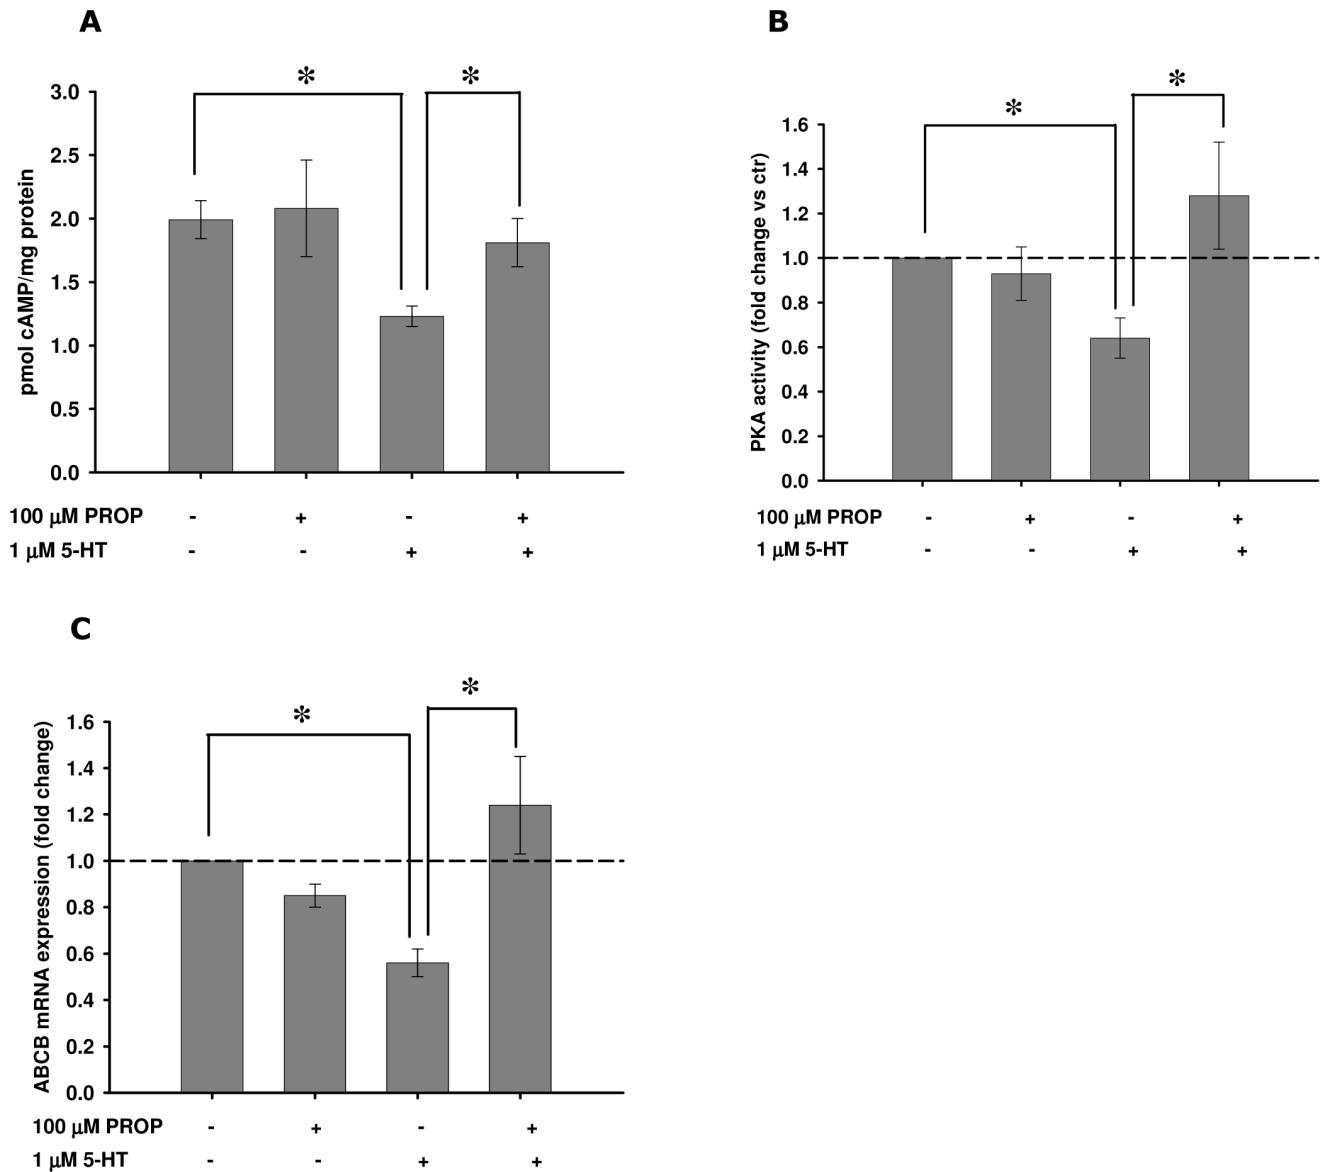 A
*
*
3.0
2.5
2.0
1.5
1.0
0.5
0.0
pmol cAMP/mg protein
100 μM PROP - + - +
1 μM 5-HT - - + +
B
*
*
1.6
1.4
1.2
1.0
0.8
0.6
0.4
0.2
0.0
PKA activity (fold change vs ctr)
100 μM PROP - + - +
1 μM 5-HT - - + +
C
*
*
1.6
1.4
1.2
1.0
0.8
0.6
0.4
0.2
0.0
ABCB mRNA expression (fold change)
100 μM PROP - + - +
1 μM 5-HT - - + +